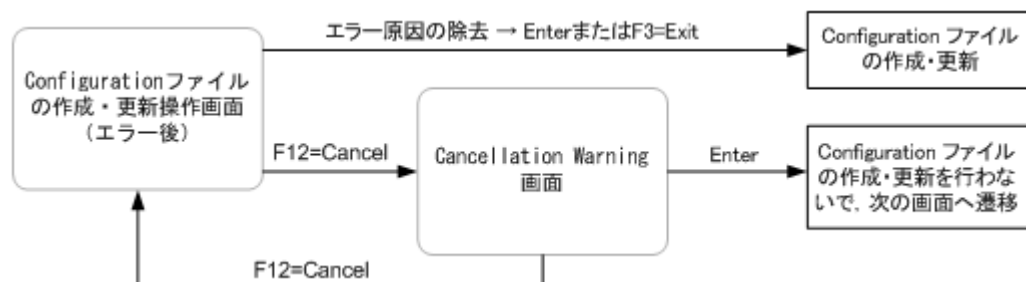 エラー原因の除去 → EnterまたはF3=Exit
Configurationファイル
の作成・更新操作画面
(エラー後)
Configuration ファイル
の作成・更新
F12=Cancel
Cancellation Warning
画面
Enter
Configuration ファイル
の作成・更新を行わな
いで，次の画面へ遷移
F12=Cancel